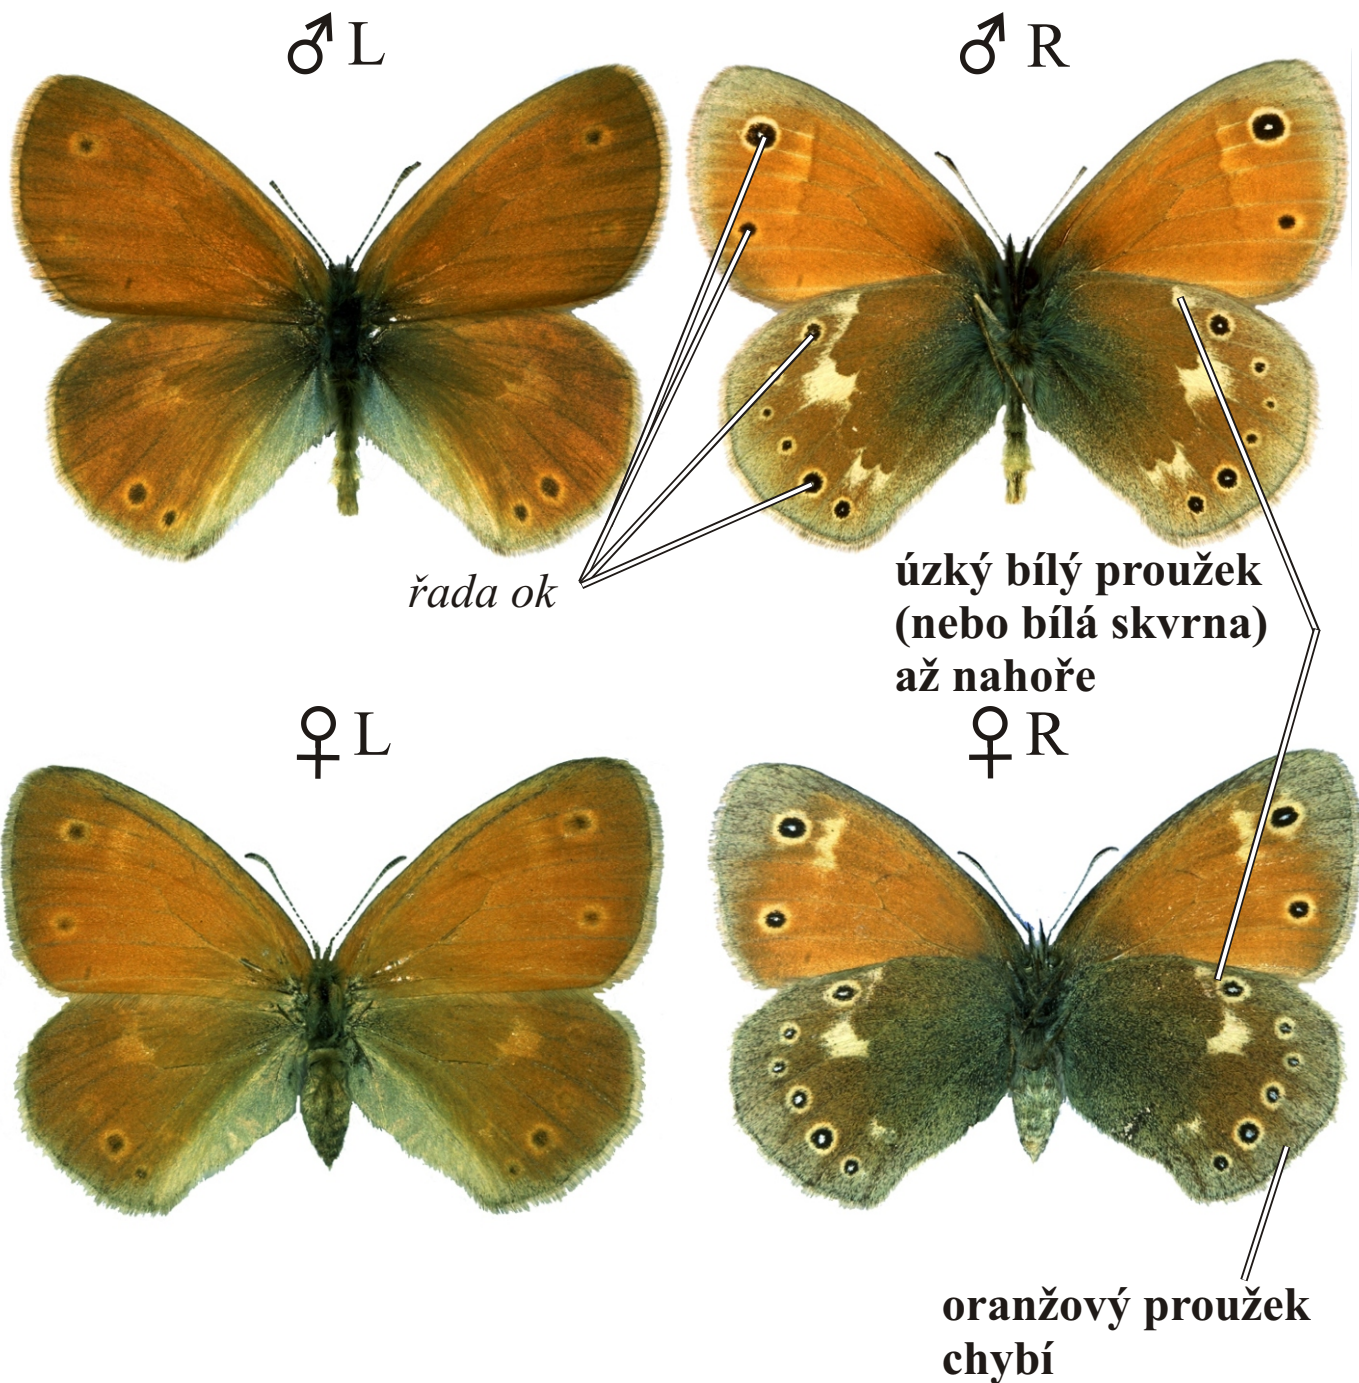 ♂ L
♂ R
řada ok
úzký bílý proužek
(nebo bílá skvrna)
až nahoře
♀ L
♀ R
oranžový proužek
chybí